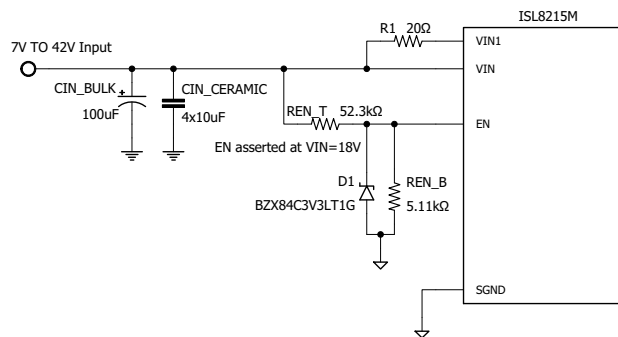 ISL8215M
R1 20Ω
VIN1
7V TO 42V Input
VIN
CIN_BULK
+
CIN_CERAMIC
100uF
4x10uF
REN_T 52.3kΩ
EN
EN asserted at VIN=18V
D1
REN_B
BZX84C3V3LT1G
5.11kΩ
SGND